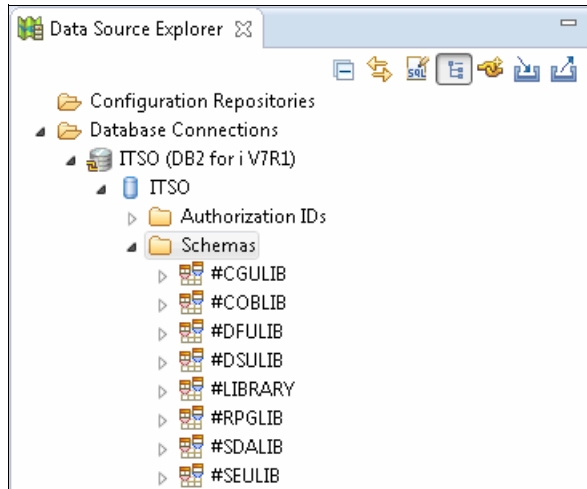 Data Source Explorer
SQL
Configuration Repositories
Database Connections
ITSO (DB2 for i V7R1)
ITSO
Authorization IDs
Schemas
#CGULIB
#COBLIB
#DFULIB
#DSULIB
#LIBRARY
#RPGLIB
#SDALIB
#SEULIB